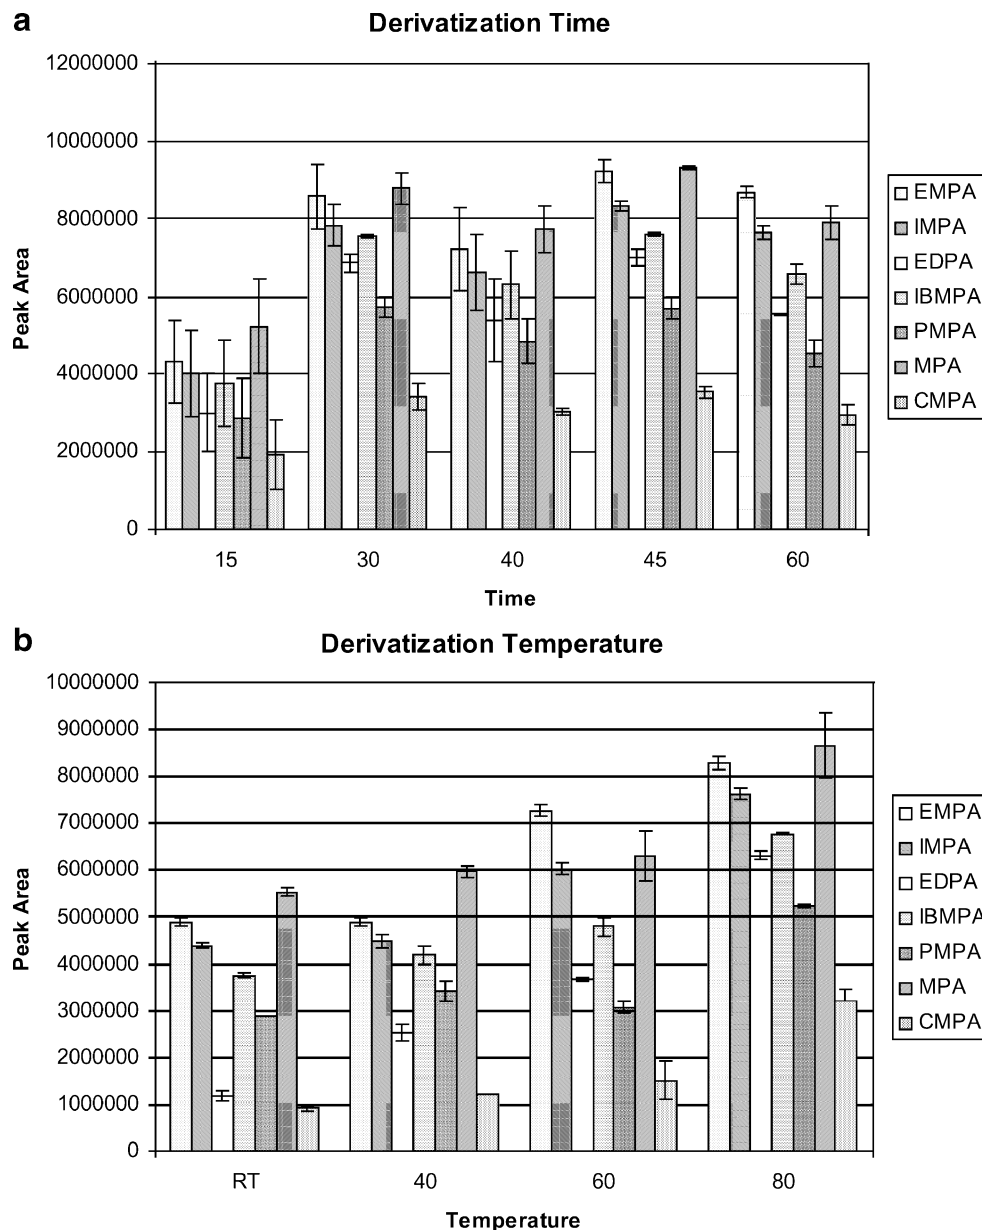 a
Derivatization Time
12000000
10000000
8000000
6000000
4000000
2000000
0
Peak Area
15 30 40 45 60
Time
EMPA
IMPA
EDPA
IBMPA
PMPA
MPA
CMPA
b
Derivatization Temperature
10000000
9000000
8000000
7000000
6000000
5000000
4000000
3000000
2000000
1000000
0
Peak Area
RT 40 60 80
Temperature
EMPA
IMPA
EDPA
IBMPA
PMPA
MPA
CMPA